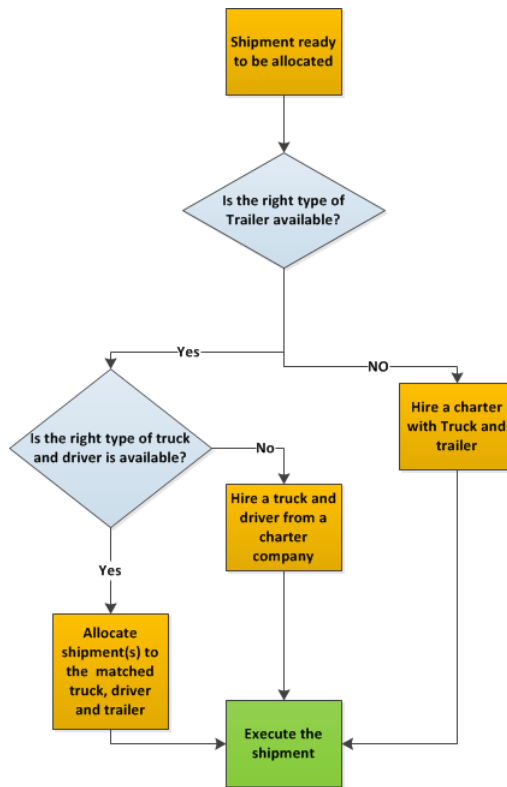 Shipment ready
to be allocated
Is the right type of
Trailer available?
Yes
NO
Is the right type of truck
and driver is available?
No
Hire a charter
with Truck and
trailer
Hire a truck and
driver from a
charter
company
Yes
Allocate
shipment(s) to
the matched
truck, driver
and trailer
Execute the
shipment